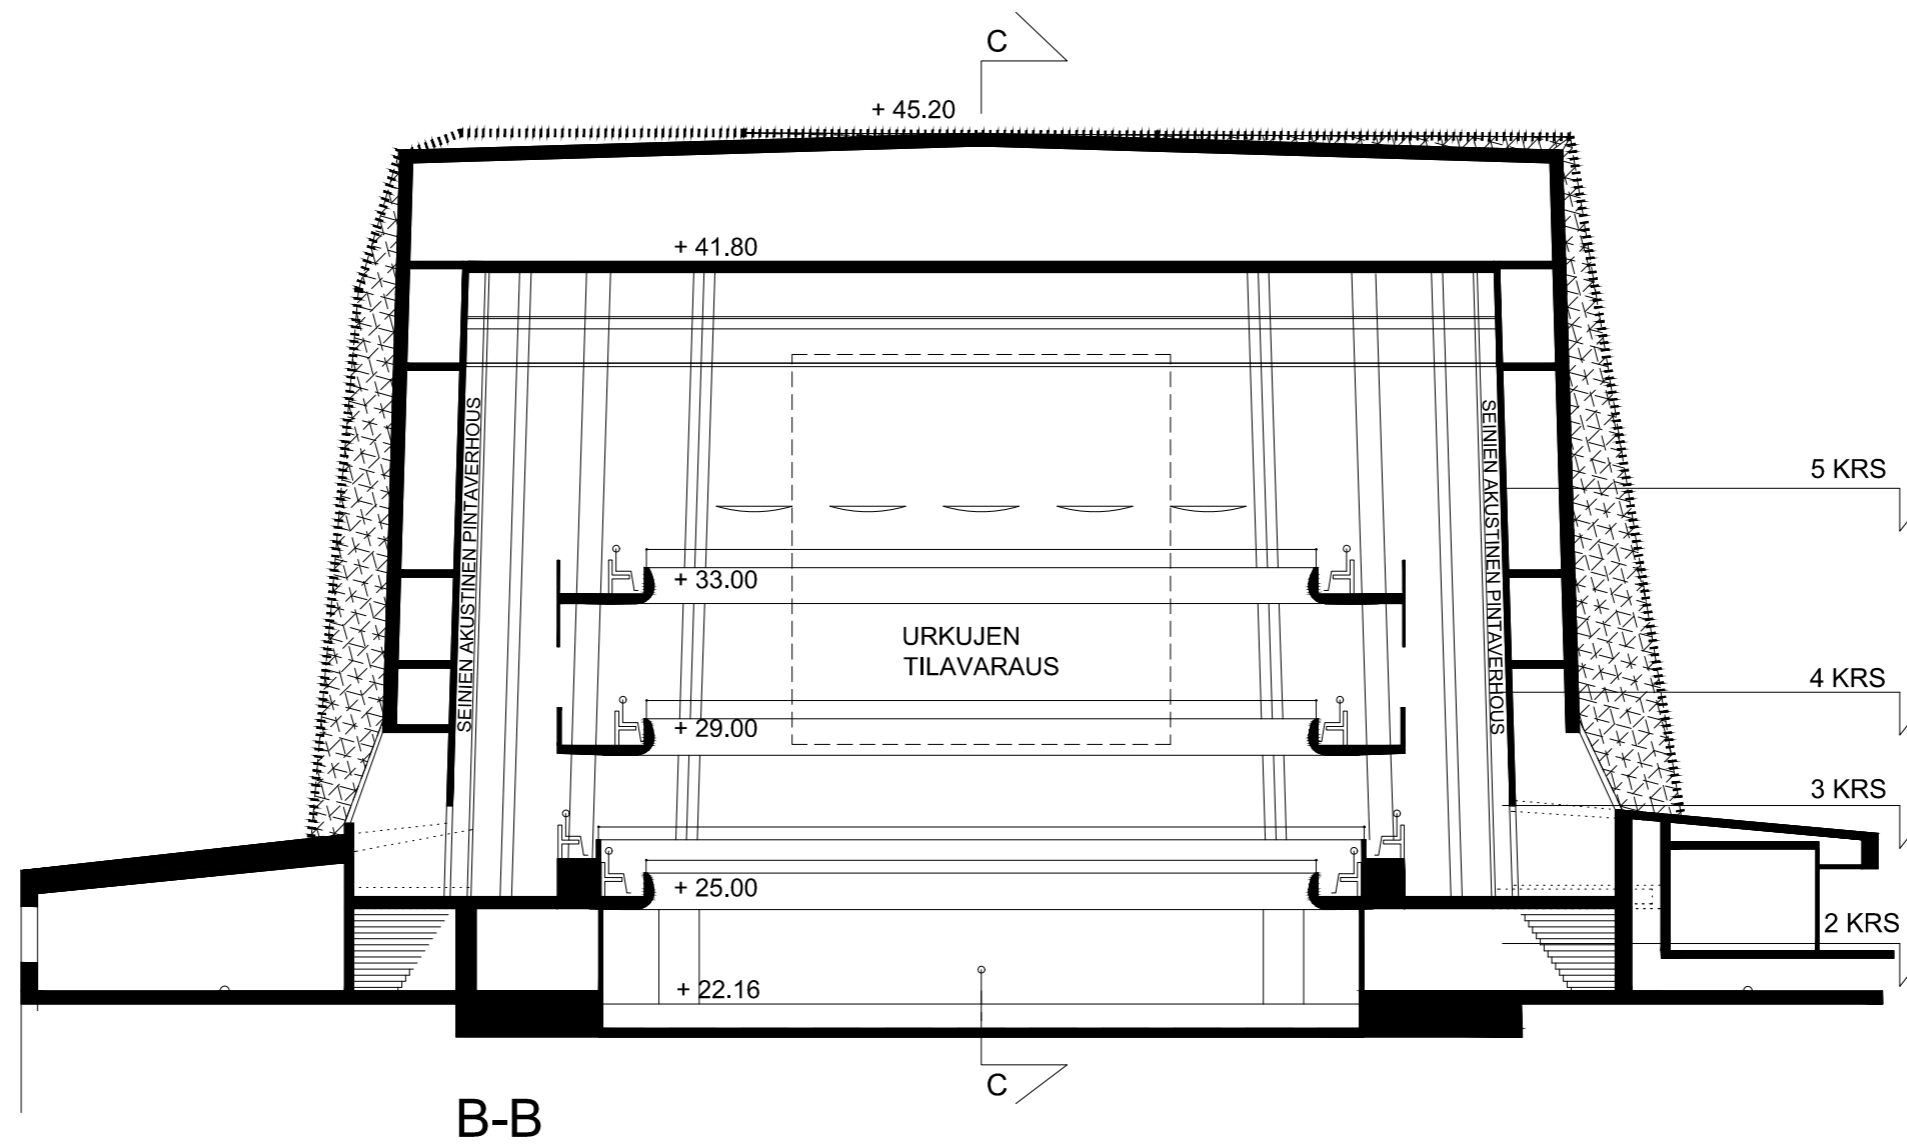 C
+ 45.20
+ 41.80
SEINIEN AKUSTINEN PINTAVERHOUS
SEINIEN AKUSTINEN PINTAVERHOUS
5 KRS
+ 33.00
URKUJEN
TILAVARAUS
4 KRS
+ 29.00
3 KRS
+ 25.00
2 KRS
+ 22.16
C
B-B